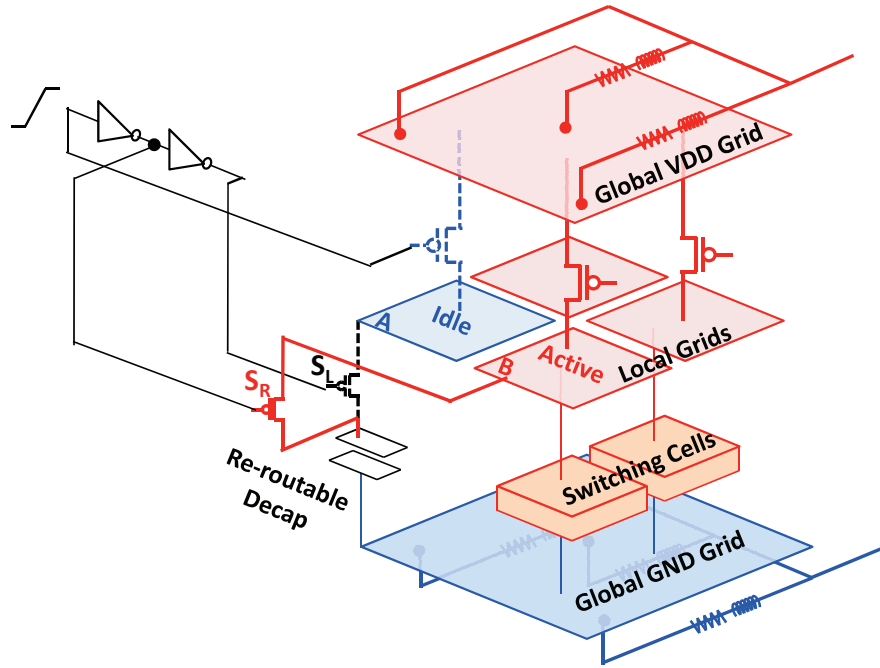 Global VDD Grid
A
Idle
B
Active
Local Grids
SR
SL
Re-routable
Decap
Switching Cells
Global GND Grid